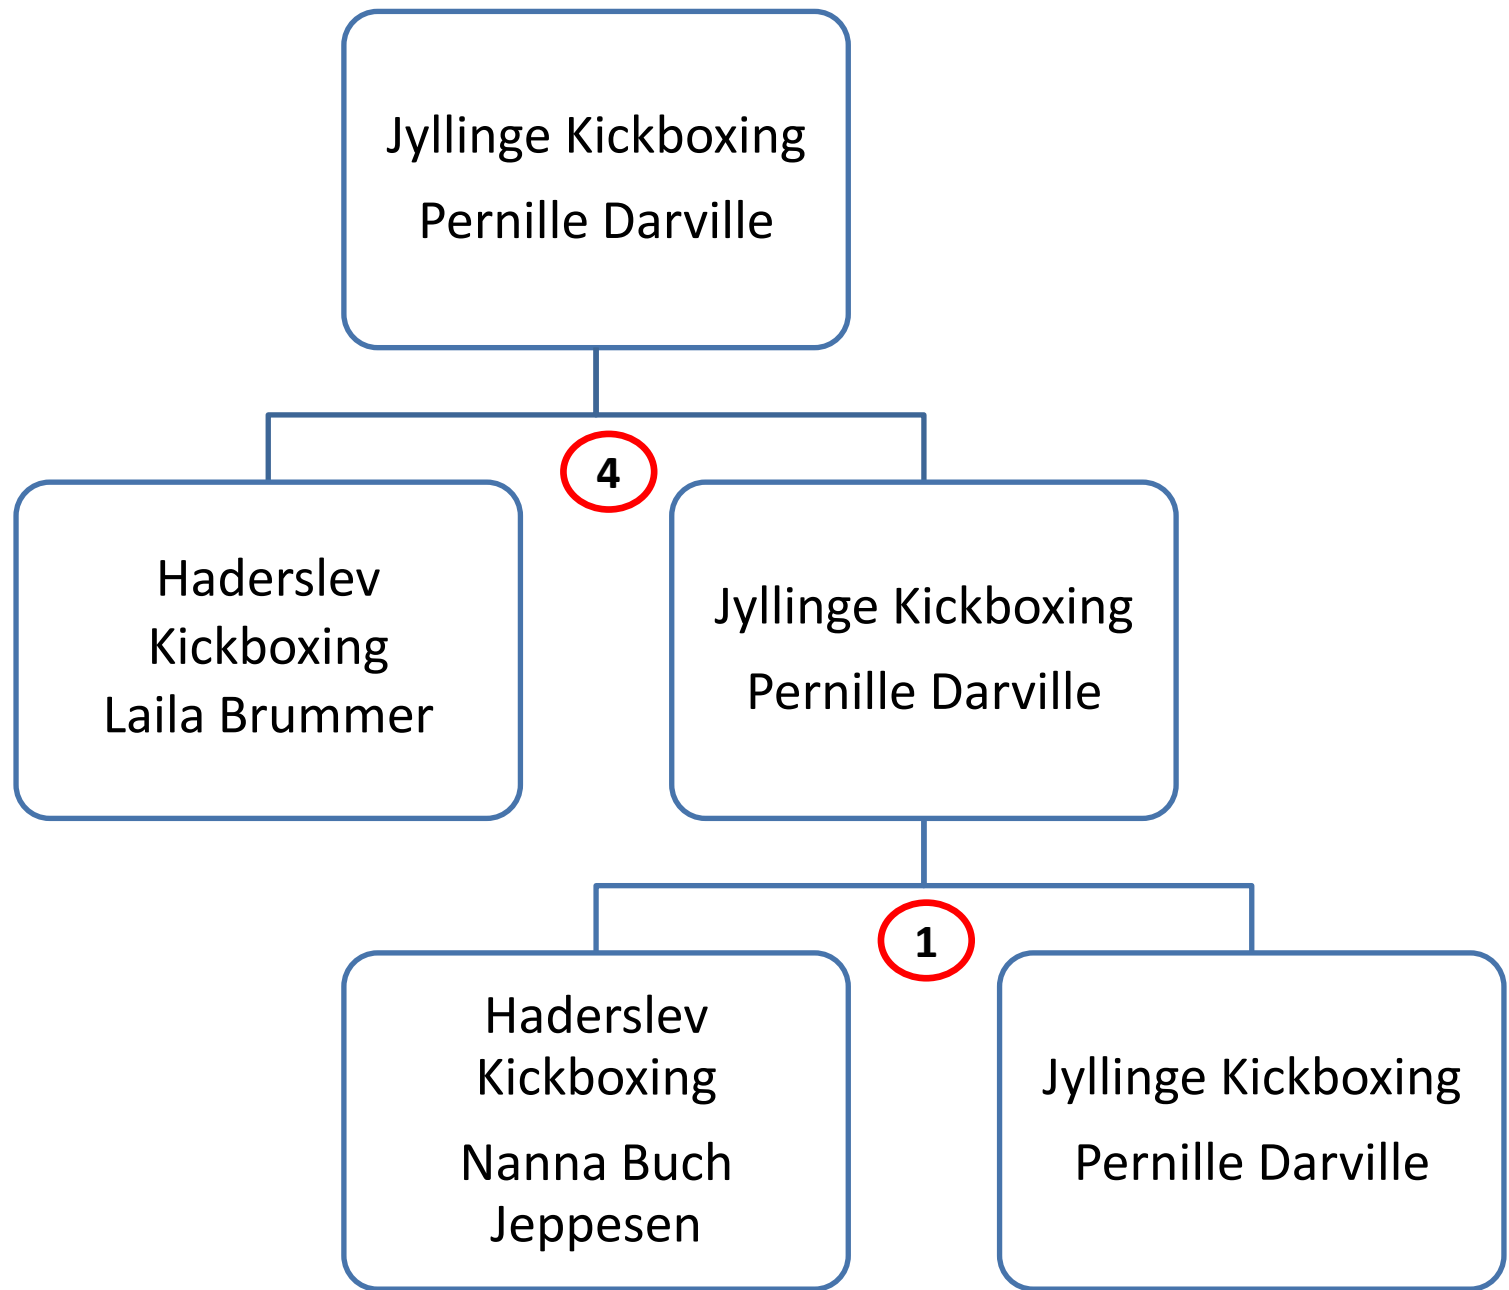 Jyllinge Kickboxing
Pernille Darville
4
Haderslev
Kickboxing
Laila Brummer
Jyllinge Kickboxing
Pernille Darville
1
Haderslev
Kickboxing
Nanna Buch
Jeppesen
Jyllinge Kickboxing
Pernille Darville